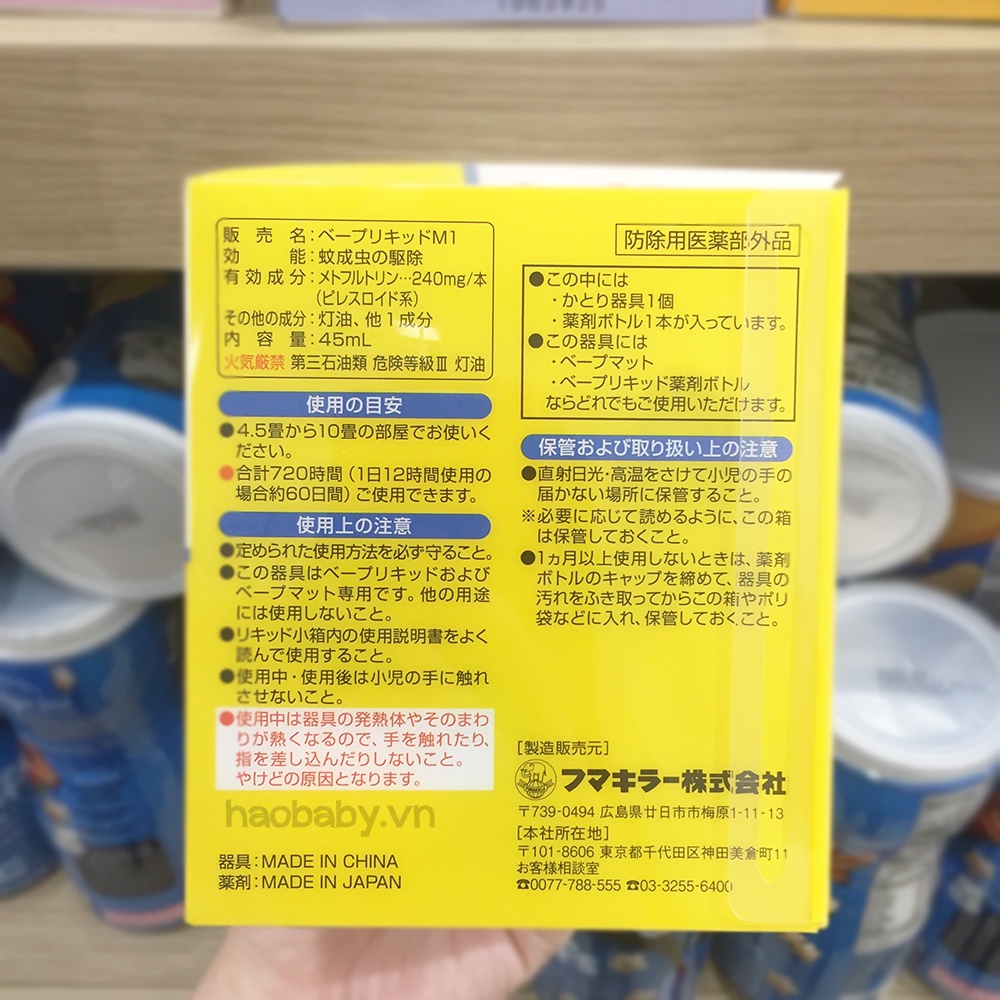 販売名：ベープリキッドM1
効能：蚊成虫の駆除
有効成分：メトフルトリン…240mg/本
（ピレスロイド系）
その他の成分：灯油、他1成分
内容量：45mL
火気厳禁 第三石油類 危険等級Ⅲ 灯油
使用の目安
●4.5畳から10畳の部屋でお使いく
ださい。
●合計720時間（1日12時間使用の
場合約60日間）ご使用できます。
使用上の注意
●定められた使用方法を必ず守ること。
●この器具はベープリキッドおよび
ベープマット専用です。他の用途
には使用しないこと。
●リキッド小箱内の使用説明書をよく
読んで使用すること。
●使用中・使用後は小児の手に触れ
させないこと。
●使用中は器具の発熱体やそのまわ
りが熱くなるので、手を触れたり、
指を差し込んだりしないこと。
やけどの原因となります。
haobaby.vn
器具：MADE IN CHINA
薬剤：MADE IN JAPAN
防除用医薬部外品
●この中には
・かとり器具1個
・薬剤ボトル1本が入っています。
●この器具には
・ベープマット
・ベープリキッド薬剤ボトル
ならどれでもご使用いただけます。
保管および取り扱い上の注意
●直射日光・高温をさけて小児の手の
届かない場所に保管すること。
※必要に応じて読めるように、この箱
は保管しておくこと。
●1ヵ月以上使用しないときは、薬剤
ボトルのキャップを締めて、器具の
汚れをふき取ってからこの箱やポリ
袋などに入れ、保管しておくこと。
［製造販売元］
フマキラー株式会社
〒739-0494 広島県廿日市市梅原1-11-13
［本社所在地］
〒101-8606 東京都千代田区神田美倉町11
お客様相談室
☎0077-788-555 ☎03-3255-6400